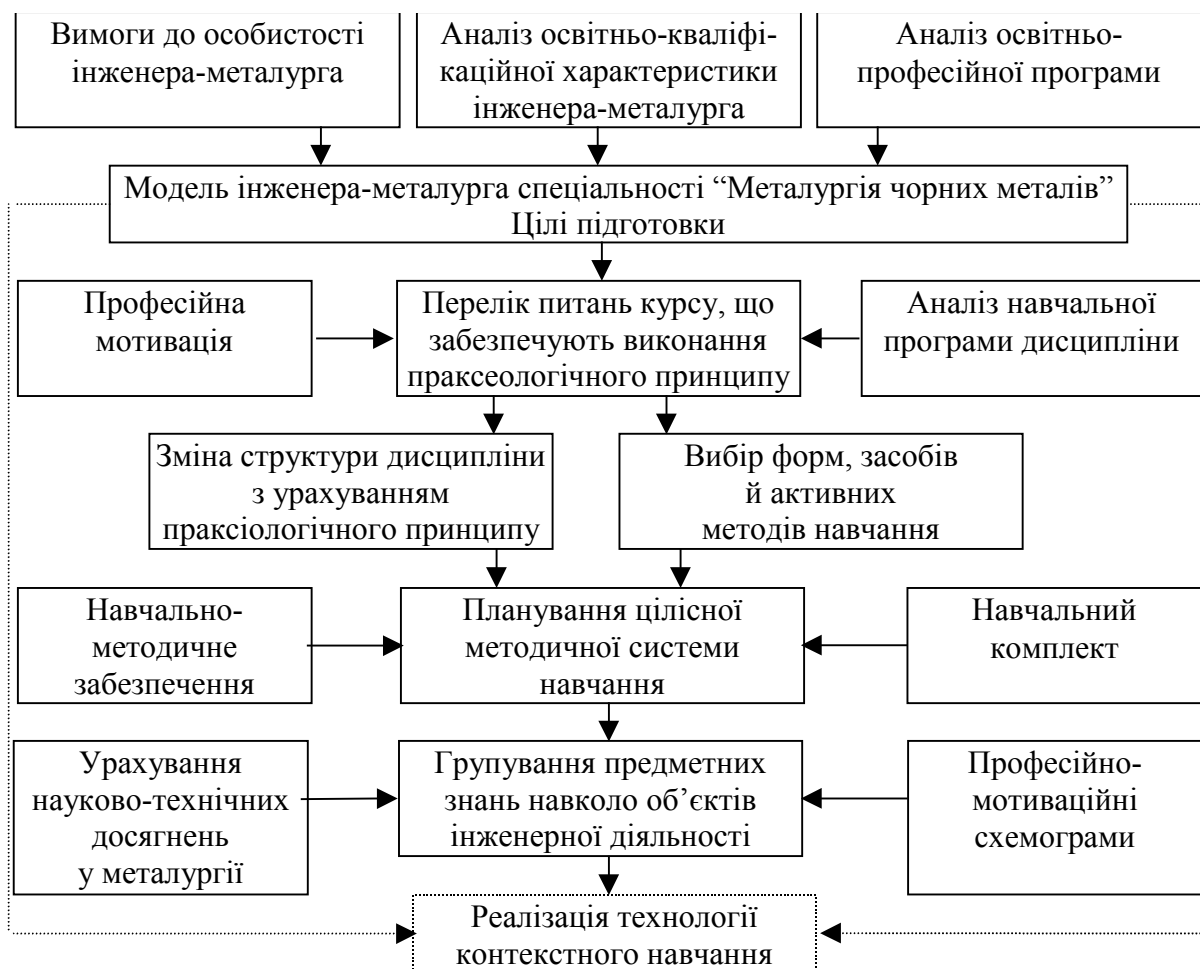 Вимоги до особистості
інженера-металурга
Аналіз освітньо-кваліфі-
каційної характеристики
інженера-металурга
Аналіз освітньо-
професійної програми
Модель інженера-металурга спеціальності “Металургія чорних металів”
Цілі підготовки
Професійна
мотивація
Перелік питань курсу, що
забезпечують виконання
праксеологічного принципу
Аналіз навчальної
програми дисципліни
Зміна структури дисципліни
з урахуванням
праксіологічного принципу
Вибір форм, засобів
й активних
методів навчання
Навчально-
методичне
забезпечення
Планування цілісної
методичної системи
навчання
Навчальний
комплект
Урахування
науково-технічних
досягнень
у металургії
Групування предметних
знань навколо об’єктів
інженерної діяльності
Професійно-
мотиваційні
схемограми
Реалізація технології
контекстного навчання